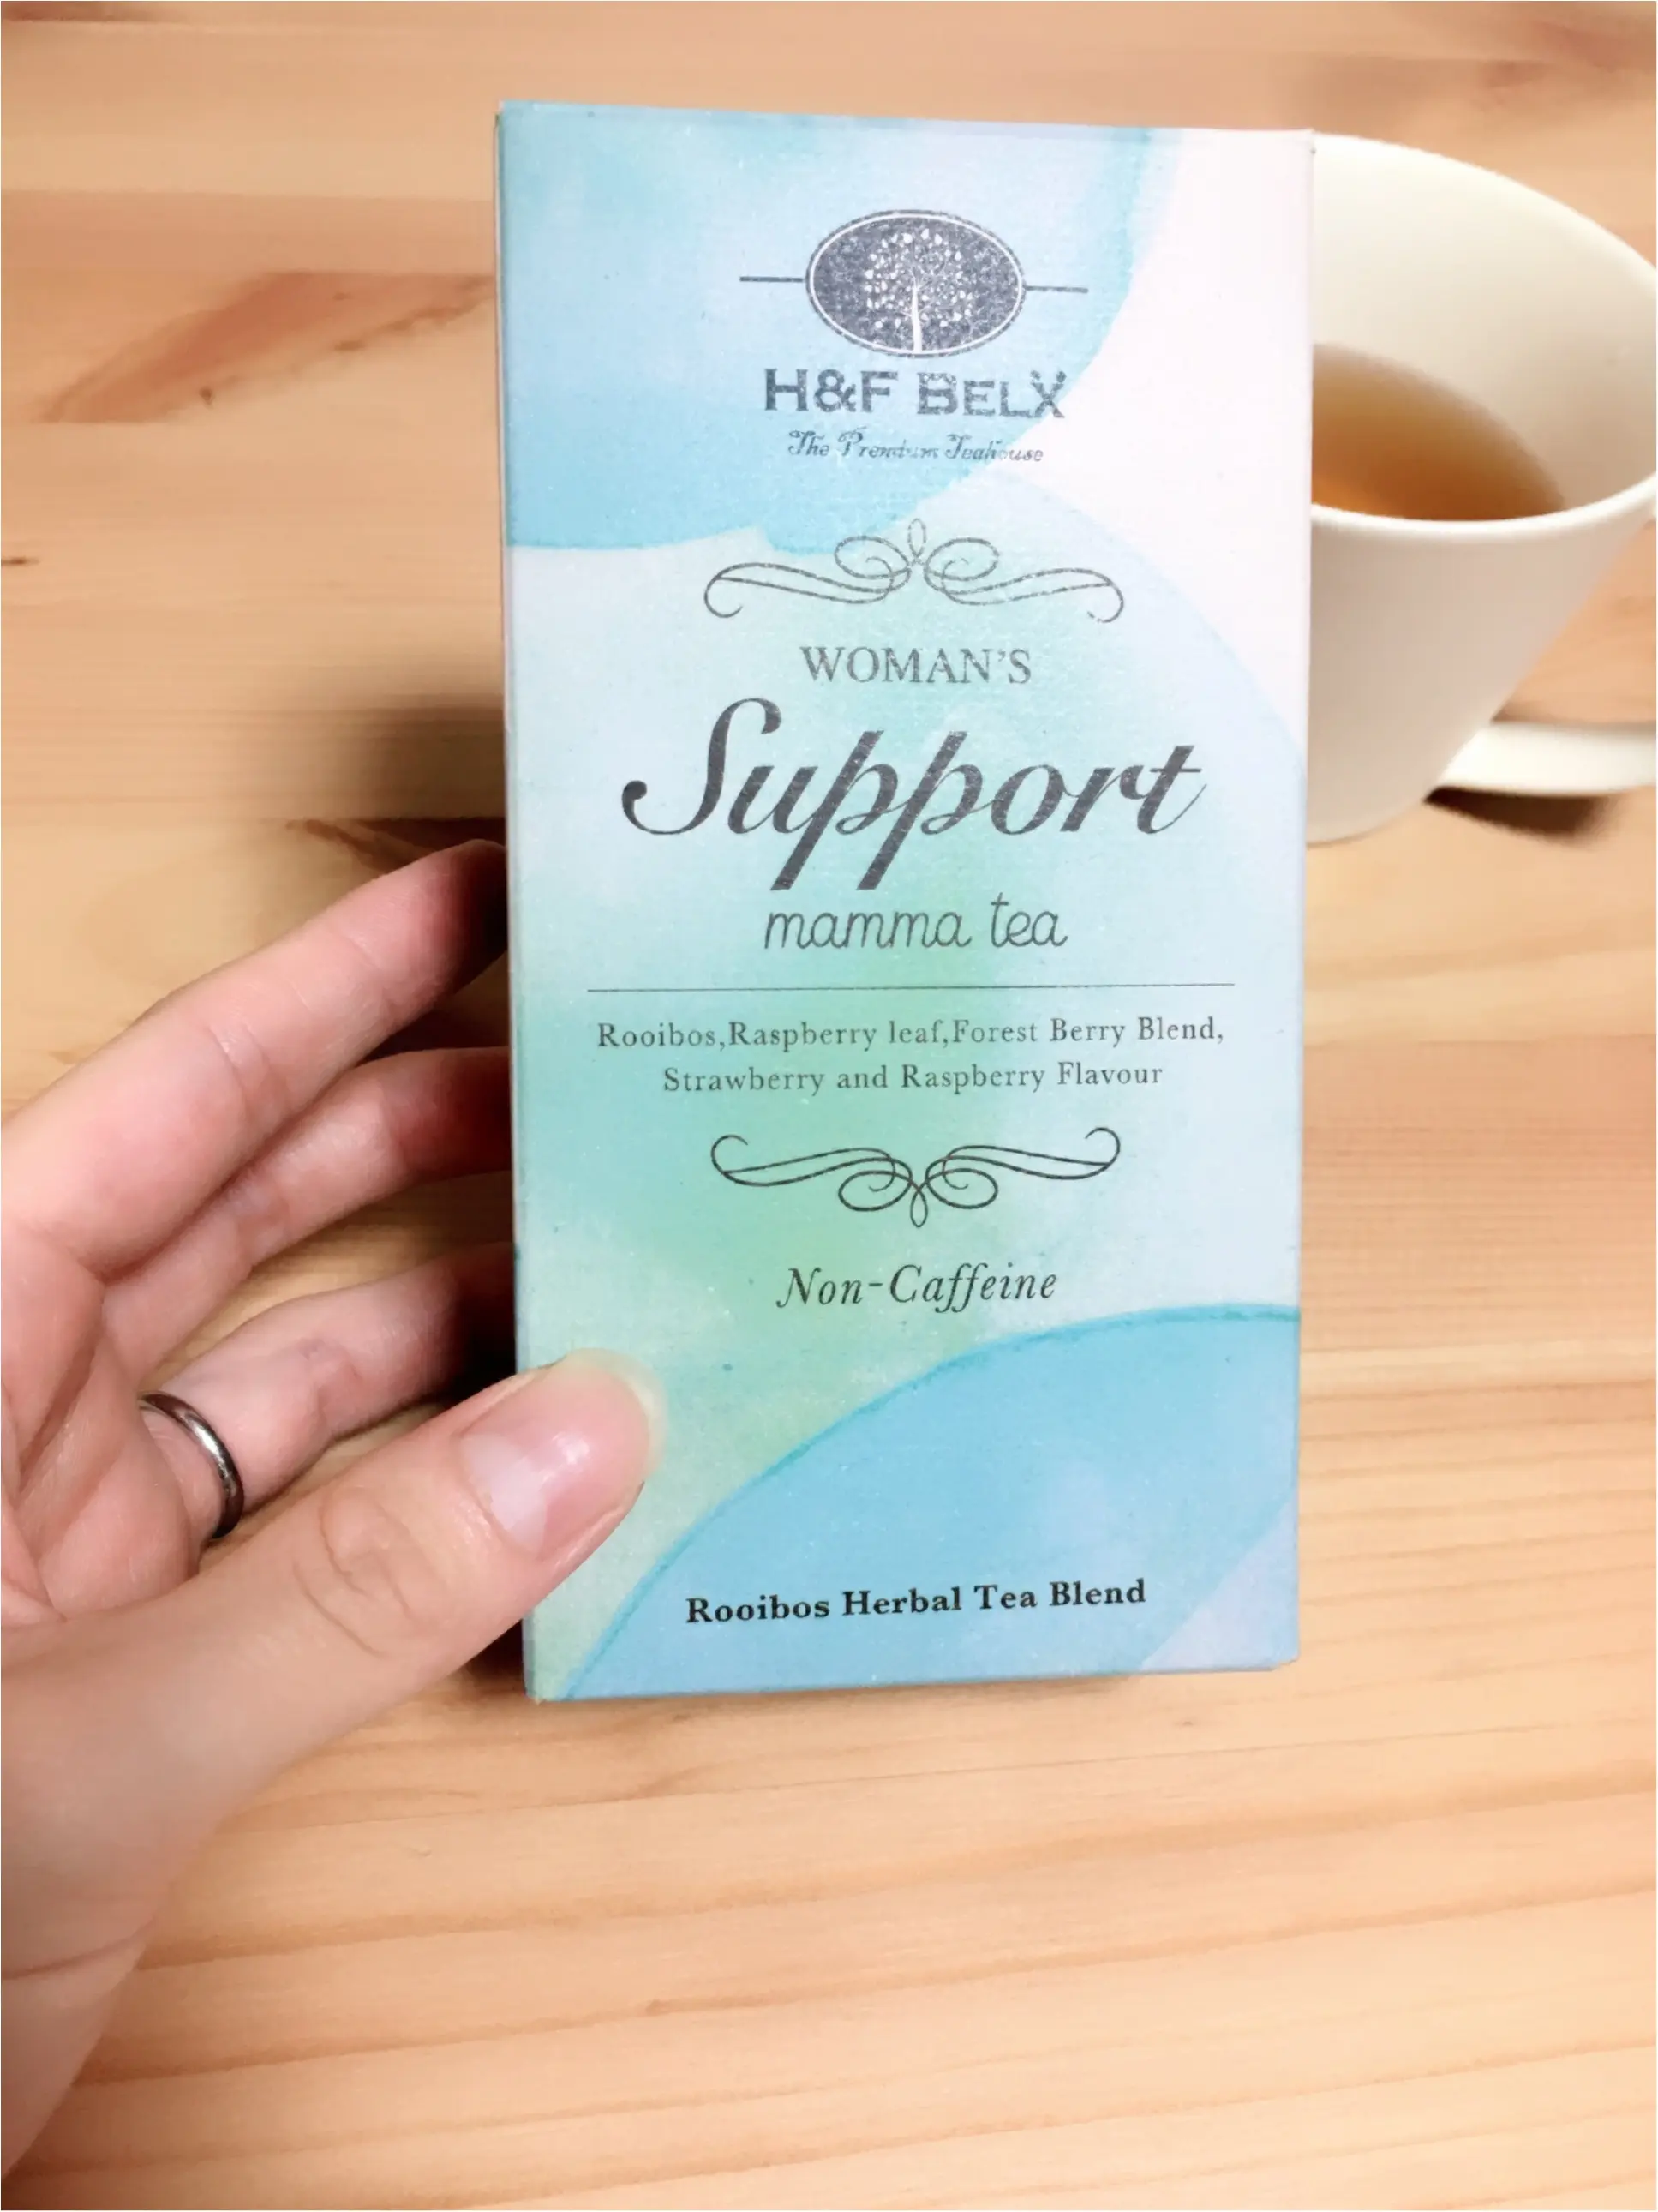 H&F BELX
The Premium Teahouse
WOMAN'S
Support
mamma tea
Rooibos,Raspberry leaf,Forest Berry Blend,
Strawberry and Raspberry Flavour
Non-Caffeine
Rooibos Herbal Tea Blend